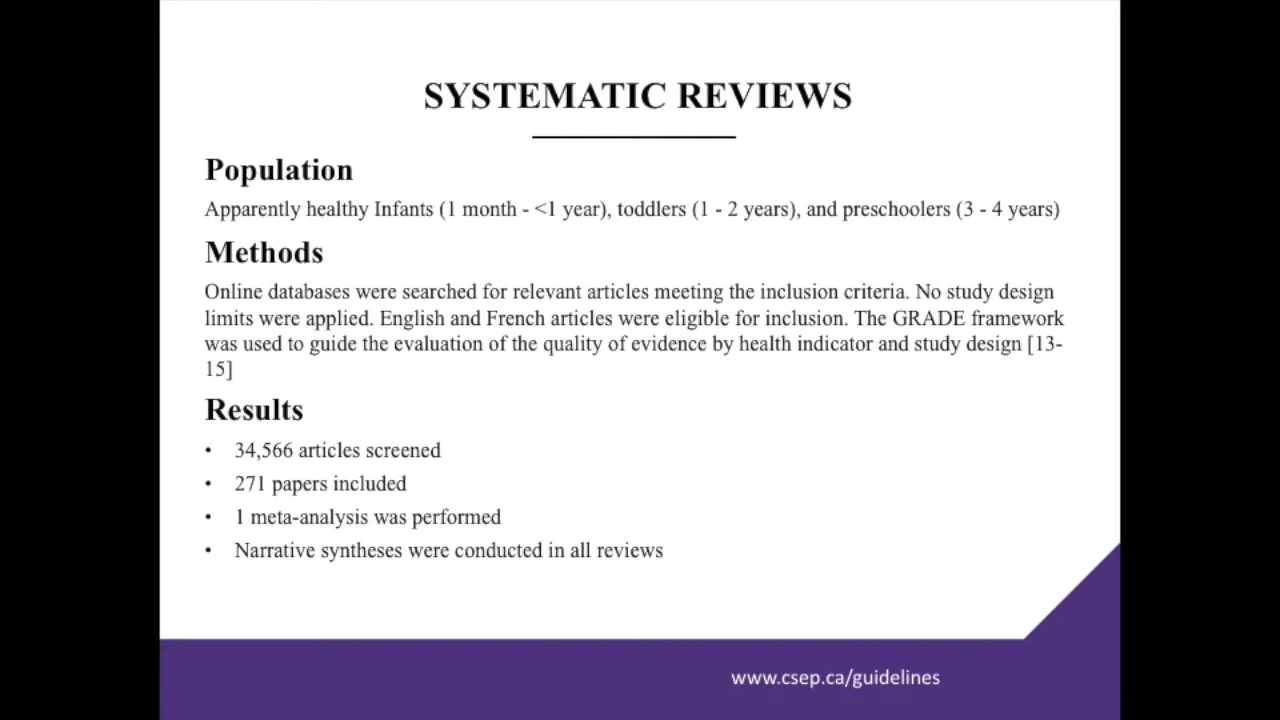 SYSTEMATIC REVIEWS
Population
Apparently healthy Infants (1 month - <1 year), toddlers (1 - 2 years), and preschoolers (3 - 4 years)
Methods
Online databases were searched for relevant articles meeting the inclusion criteria. No study design
limits were applied. English and French articles were eligible for inclusion. The GRADE framework
was used to guide the evaluation of the quality of evidence by health indicator and study design [13-
15]
Results
• 34,566 articles screened
• 271 papers included
• 1 meta-analysis was performed
• Narrative syntheses were conducted in all reviews
www.csep.ca/guidelines